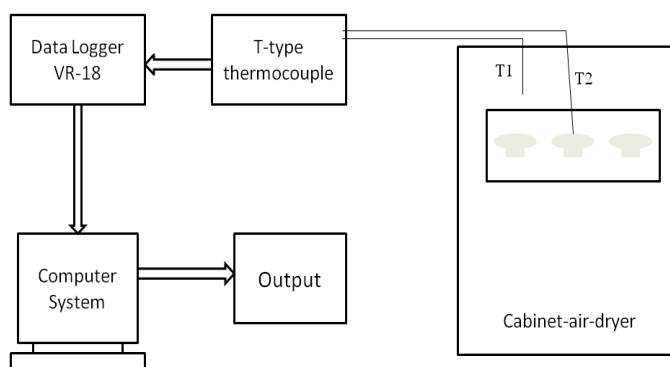 Data Logger
VR-18
T-type
thermocouple
T1
T2
Computer
System
Output
Cabinet-air-dryer